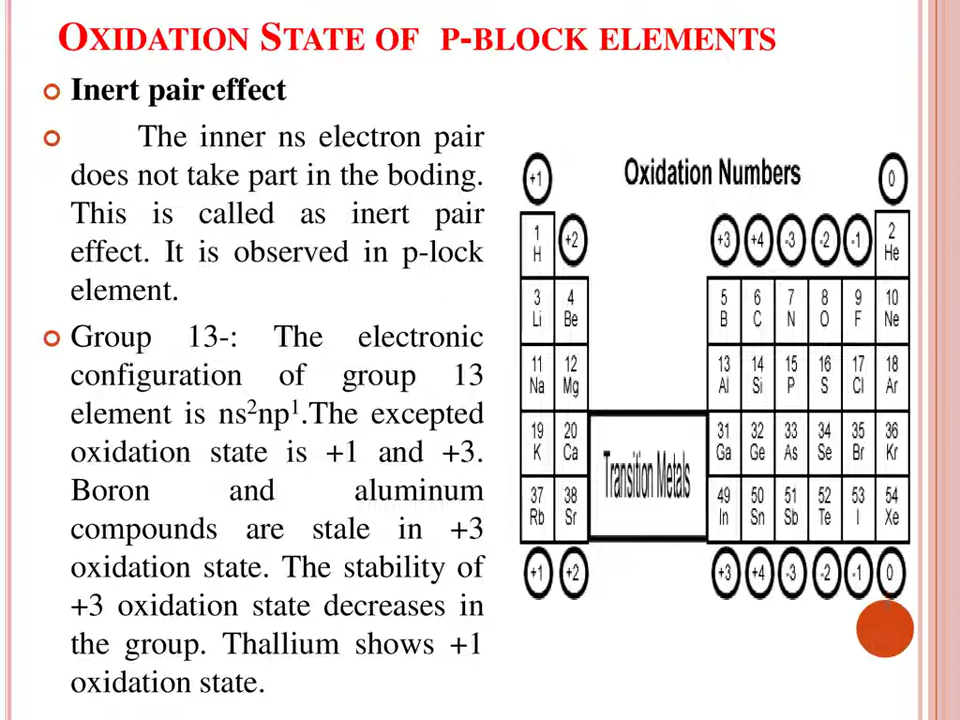 OXIDATION STATE OF P-BLOCK ELEMENTS
Inert pair effect
The inner ns electron pair
does not take part in the boding.
This is called as inert pair
effect. It is observed in p-lock
element.
Group 13-: The electronic
configuration of group 13
element is ns²np¹.The excepted
oxidation state is +1 and +3.
Boron and aluminum
compounds are stale in +3
oxidation state. The stability of
+3 oxidation state decreases in
the group. Thallium shows +1
oxidation state.
+1 Oxidation Numbers 0
1 +2 +3 +4 -3 -2 -1 2
H He
3 4 5 6 7 8 9 10
Li Be B C N O F Ne
11 12 13 14 15 16 17 18
Na Mg Al Si P S Cl Ar
19 20 31 32 33 34 35 36
K Ca Ga Ge As Se Br Kr
Transition Metals
37 38 49 50 51 52 53 54
Rb Sr In Sn Sb Te I Xe
+1 +2 +3 +4 -3 -2 -1 0